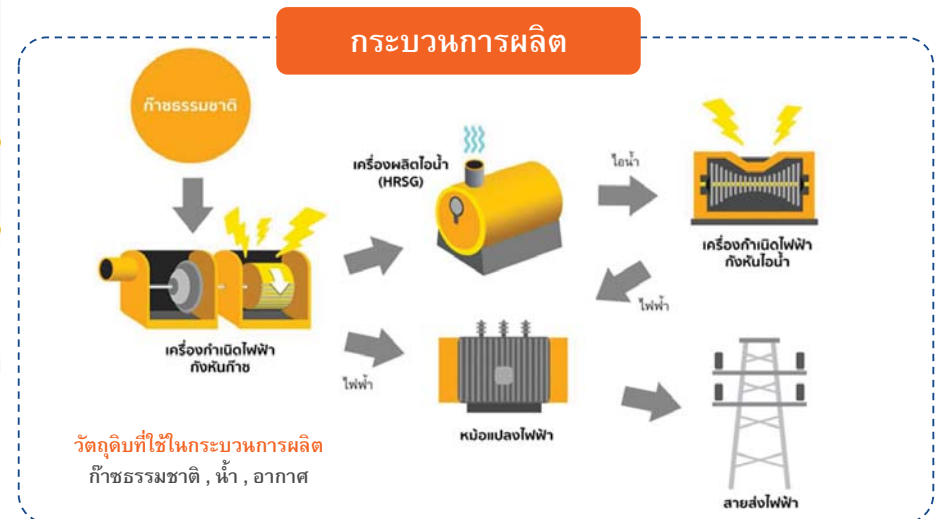 กระบวนการผลิต
ก๊าซธรรมชาติ
เครื่องผลิตไอน้ำ
(HRSG)
ไอน้ำ
เครื่องกำเนิดไฟฟ้า
กังหันไอน้ำ
เครื่องกำเนิดไฟฟ้า
กังหันก๊าซ
ไฟฟ้า
ไฟฟ้า
หม้อแปลงไฟฟ้า
สายส่งไฟฟ้า
วัตถุดิบที่ใช้ในกระบวนการผลิต
ก๊าซธรรมชาติ , น้ำ , อากาศ